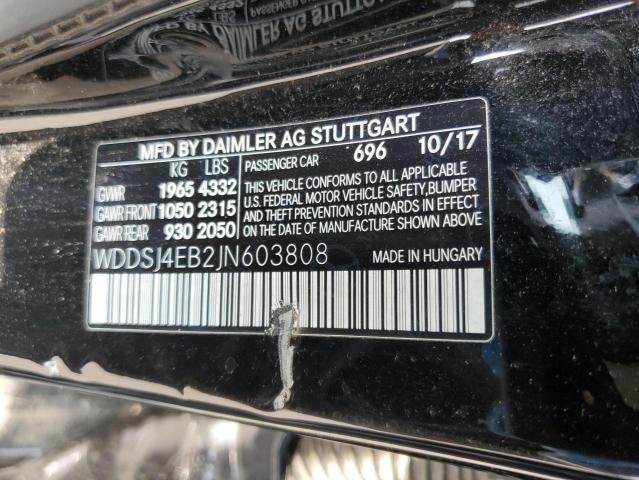 MFD BY DAIMLER AG STUTTGART
KG LBS PASSENGER CAR 696 10/17
GVWR 1965 4332
GAWR FRONT 1050 2315
GAWR REAR 930 2050
THIS VEHICLE CONFORMS TO ALL APPLICABLE
U.S. FEDERAL MOTOR VEHICLE SAFETY, BUMPER
AND THEFT PREVENTION STANDARDS IN EFFECT
ON THE DATE OF MANUFACTURE SHOWN ABOVE.
WDDSJ4EB2JN603808 MADE IN HUNGARY